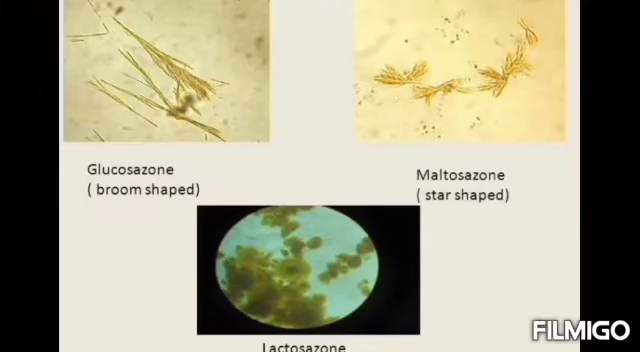 Glucosazone
( broom shaped)
Maltosazone
( star shaped)
Lactosazone
FILMIGO